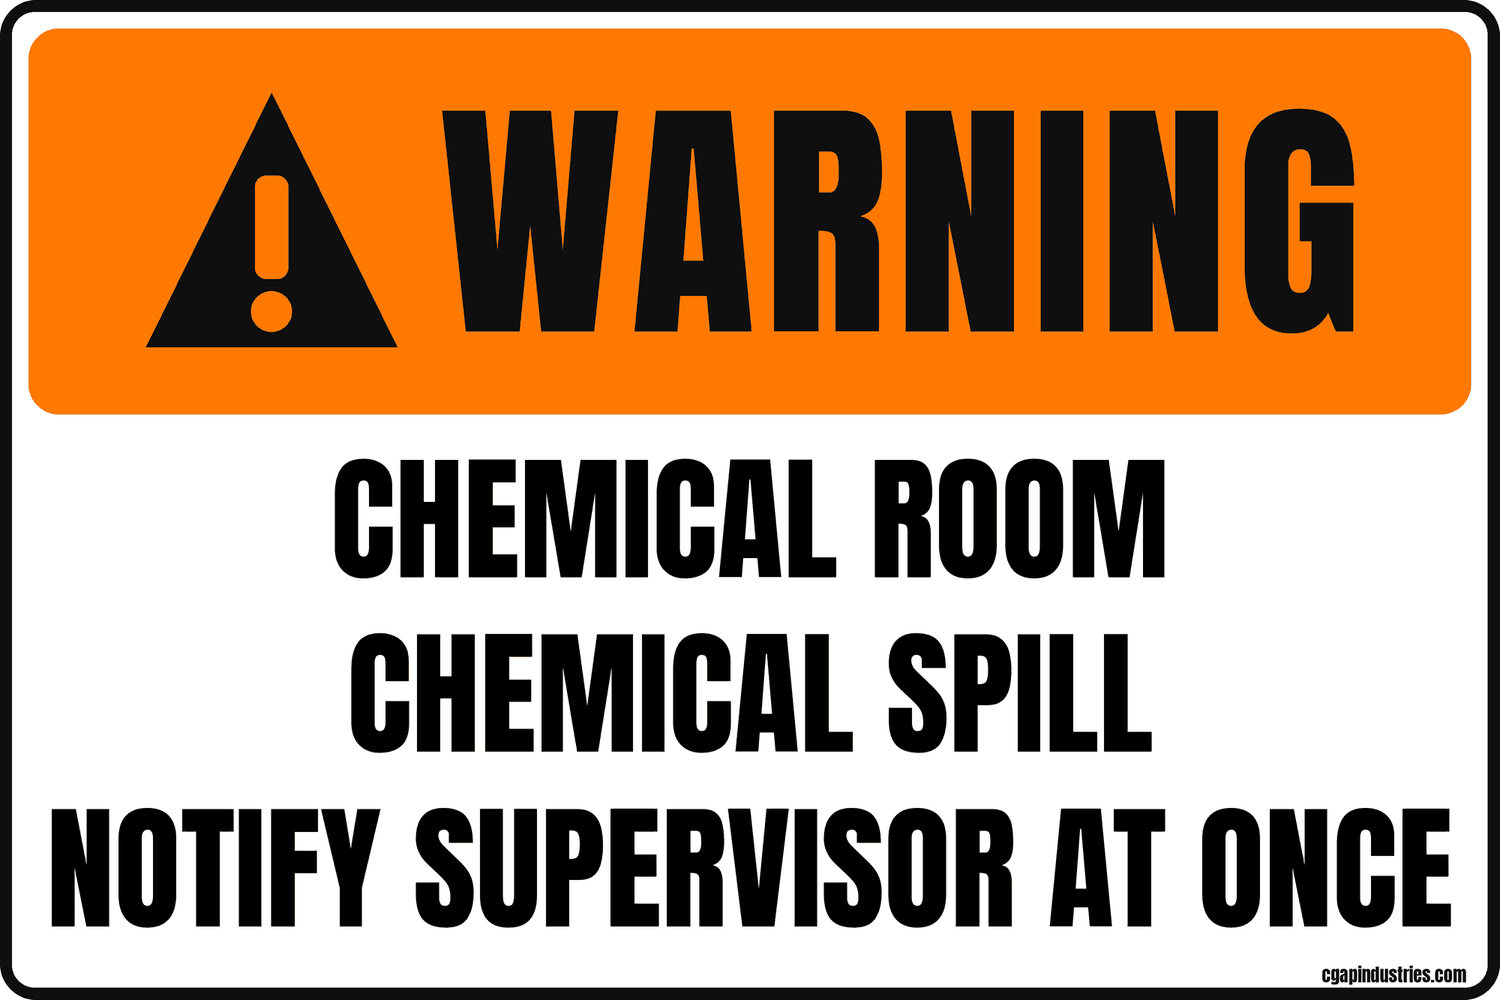 WARNING
CHEMICAL ROOM
CHEMICAL SPILL
NOTIFY SUPERVISOR AT ONCE
cgapindustries.com